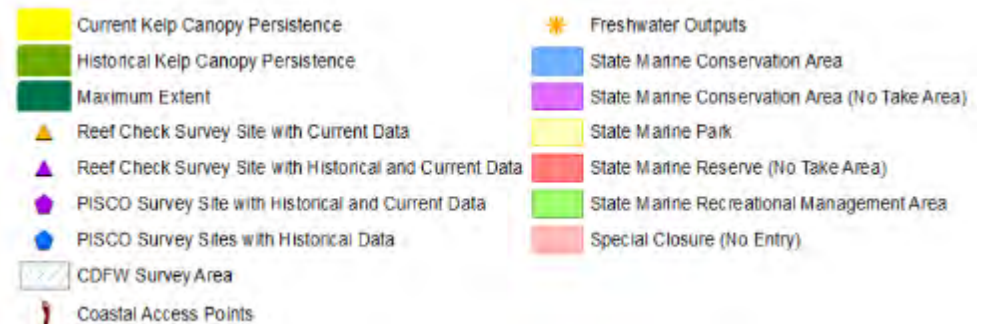 Current Kelp Canopy Persistence
Historical Kelp Canopy Persistence
Maximum Extent
Reef Check Survey Site with Current Data
Reef Check Survey Site with Historical and Current Data
PISCO Survey Site with Historical and Current Data
PISCO Survey Sites with Historical Data
CDFW Survey Area
Coastal Access Points
Freshwater Outputs
State Marine Conservation Area
State Marine Conservation Area (No Take Area)
State Marine Park
State Marine Reserve (No Take Area)
State Marine Recreational Management Area
Special Closure (No Entry)